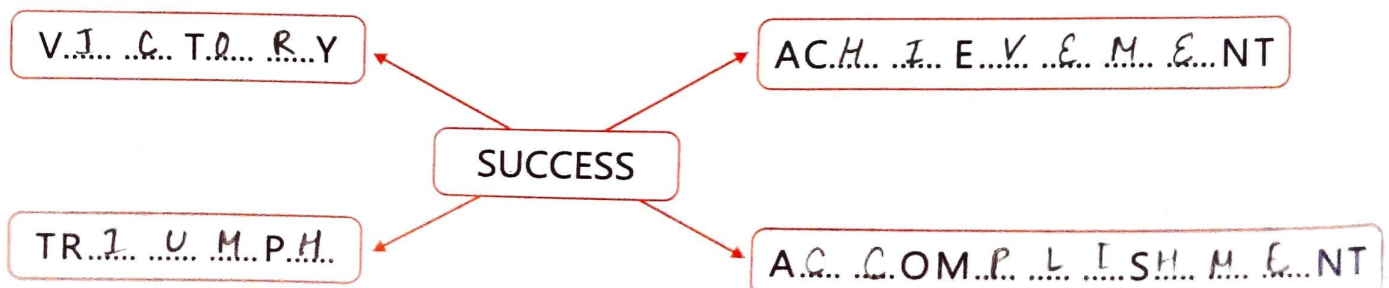 VICTORY
ACHIEVEMENT
SUCCESS
TRIUMPH
ACCOMPLISHMENT